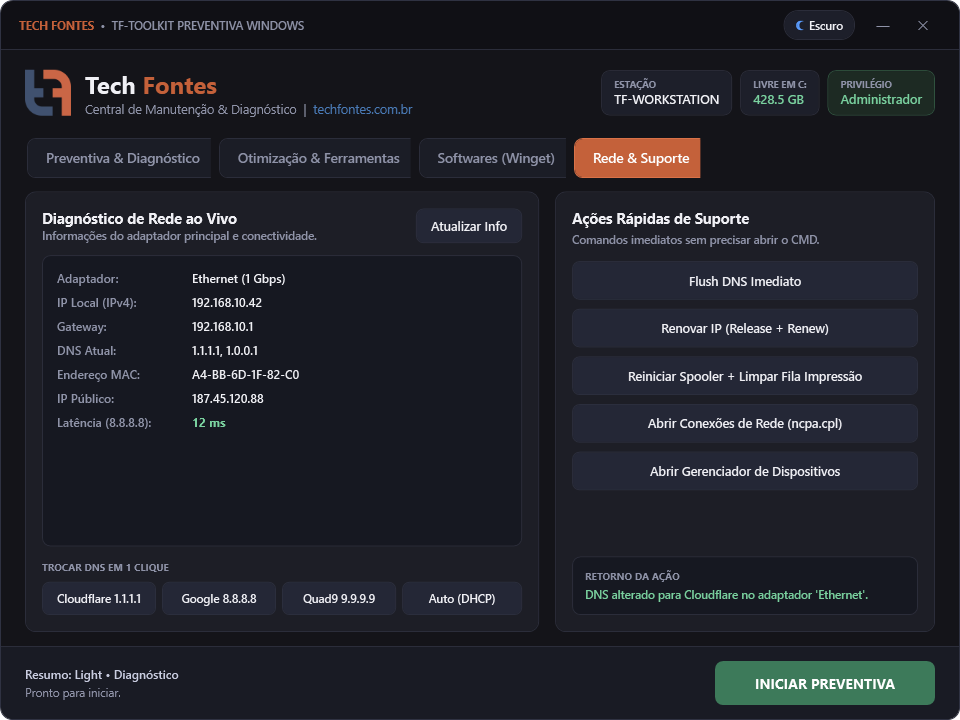 TECH FONTES • TF-TOOLKIT PREVENTIVA WINDOWS
Escuro
Tech Fontes
Central de Manutenção & Diagnóstico | techfontes.com.br
ESTAÇÃO
TF-WORKSTATION
LIVRE EM C:
428.5 GB
PRIVILÉGIO
Administrador
Preventiva & Diagnóstico
Otimização & Ferramentas
Softwares (Winget)
Rede & Suporte
Diagnóstico de Rede ao Vivo
Informações do adaptador principal e conectividade.
Atualizar Info
Adaptador: Ethernet (1 Gbps)
IP Local (IPv4): 192.168.10.42
Gateway: 192.168.10.1
DNS Atual: 1.1.1.1, 1.0.0.1
Endereço MAC: A4-BB-6D-1F-82-C0
IP Público: 187.45.120.88
Latência (8.8.8.8): 12 ms
TROCAR DNS EM 1 CLIQUE
Cloudflare 1.1.1.1
Google 8.8.8.8
Quad9 9.9.9.9
Auto (DHCP)
Ações Rápidas de Suporte
Comandos imediatos sem precisar abrir o CMD.
Flush DNS Imediato
Renovar IP (Release + Renew)
Reiniciar Spooler + Limpar Fila Impressão
Abrir Conexões de Rede (ncpa.cpl)
Abrir Gerenciador de Dispositivos
RETORNO DA AÇÃO
DNS alterado para Cloudflare no adaptador 'Ethernet'.
Resumo: Light • Diagnóstico
Pronto para iniciar.
INICIAR PREVENTIVA